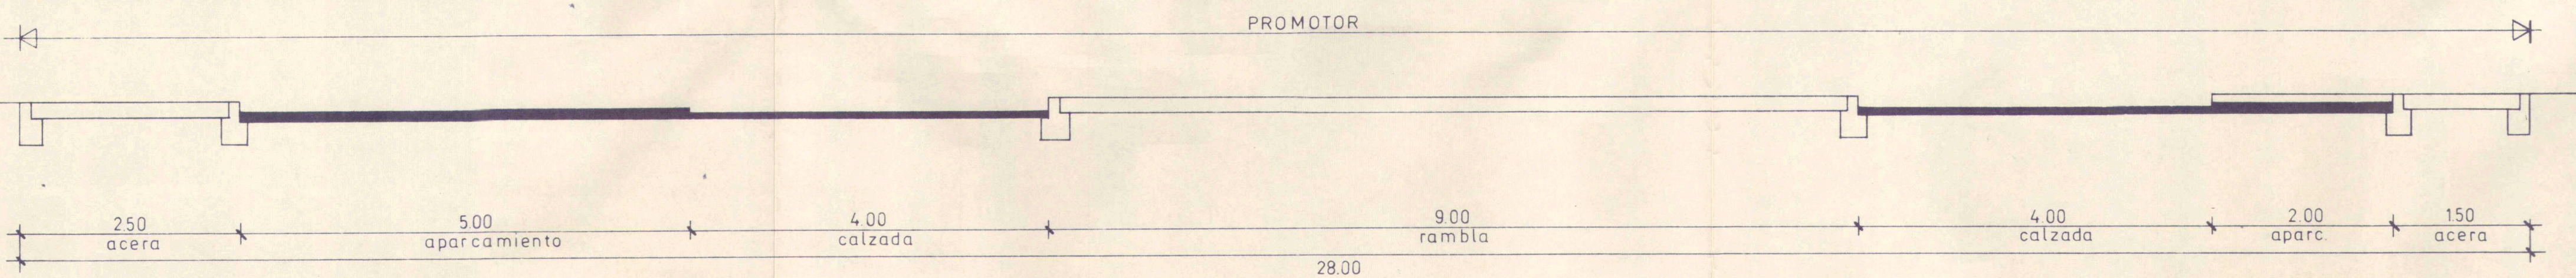 PROMOTOR
2.50 5.00 4.00 9.00 4.00 2.00 1.50
acera aparcamiento calzada rambla calzada aparc. acera
28.00